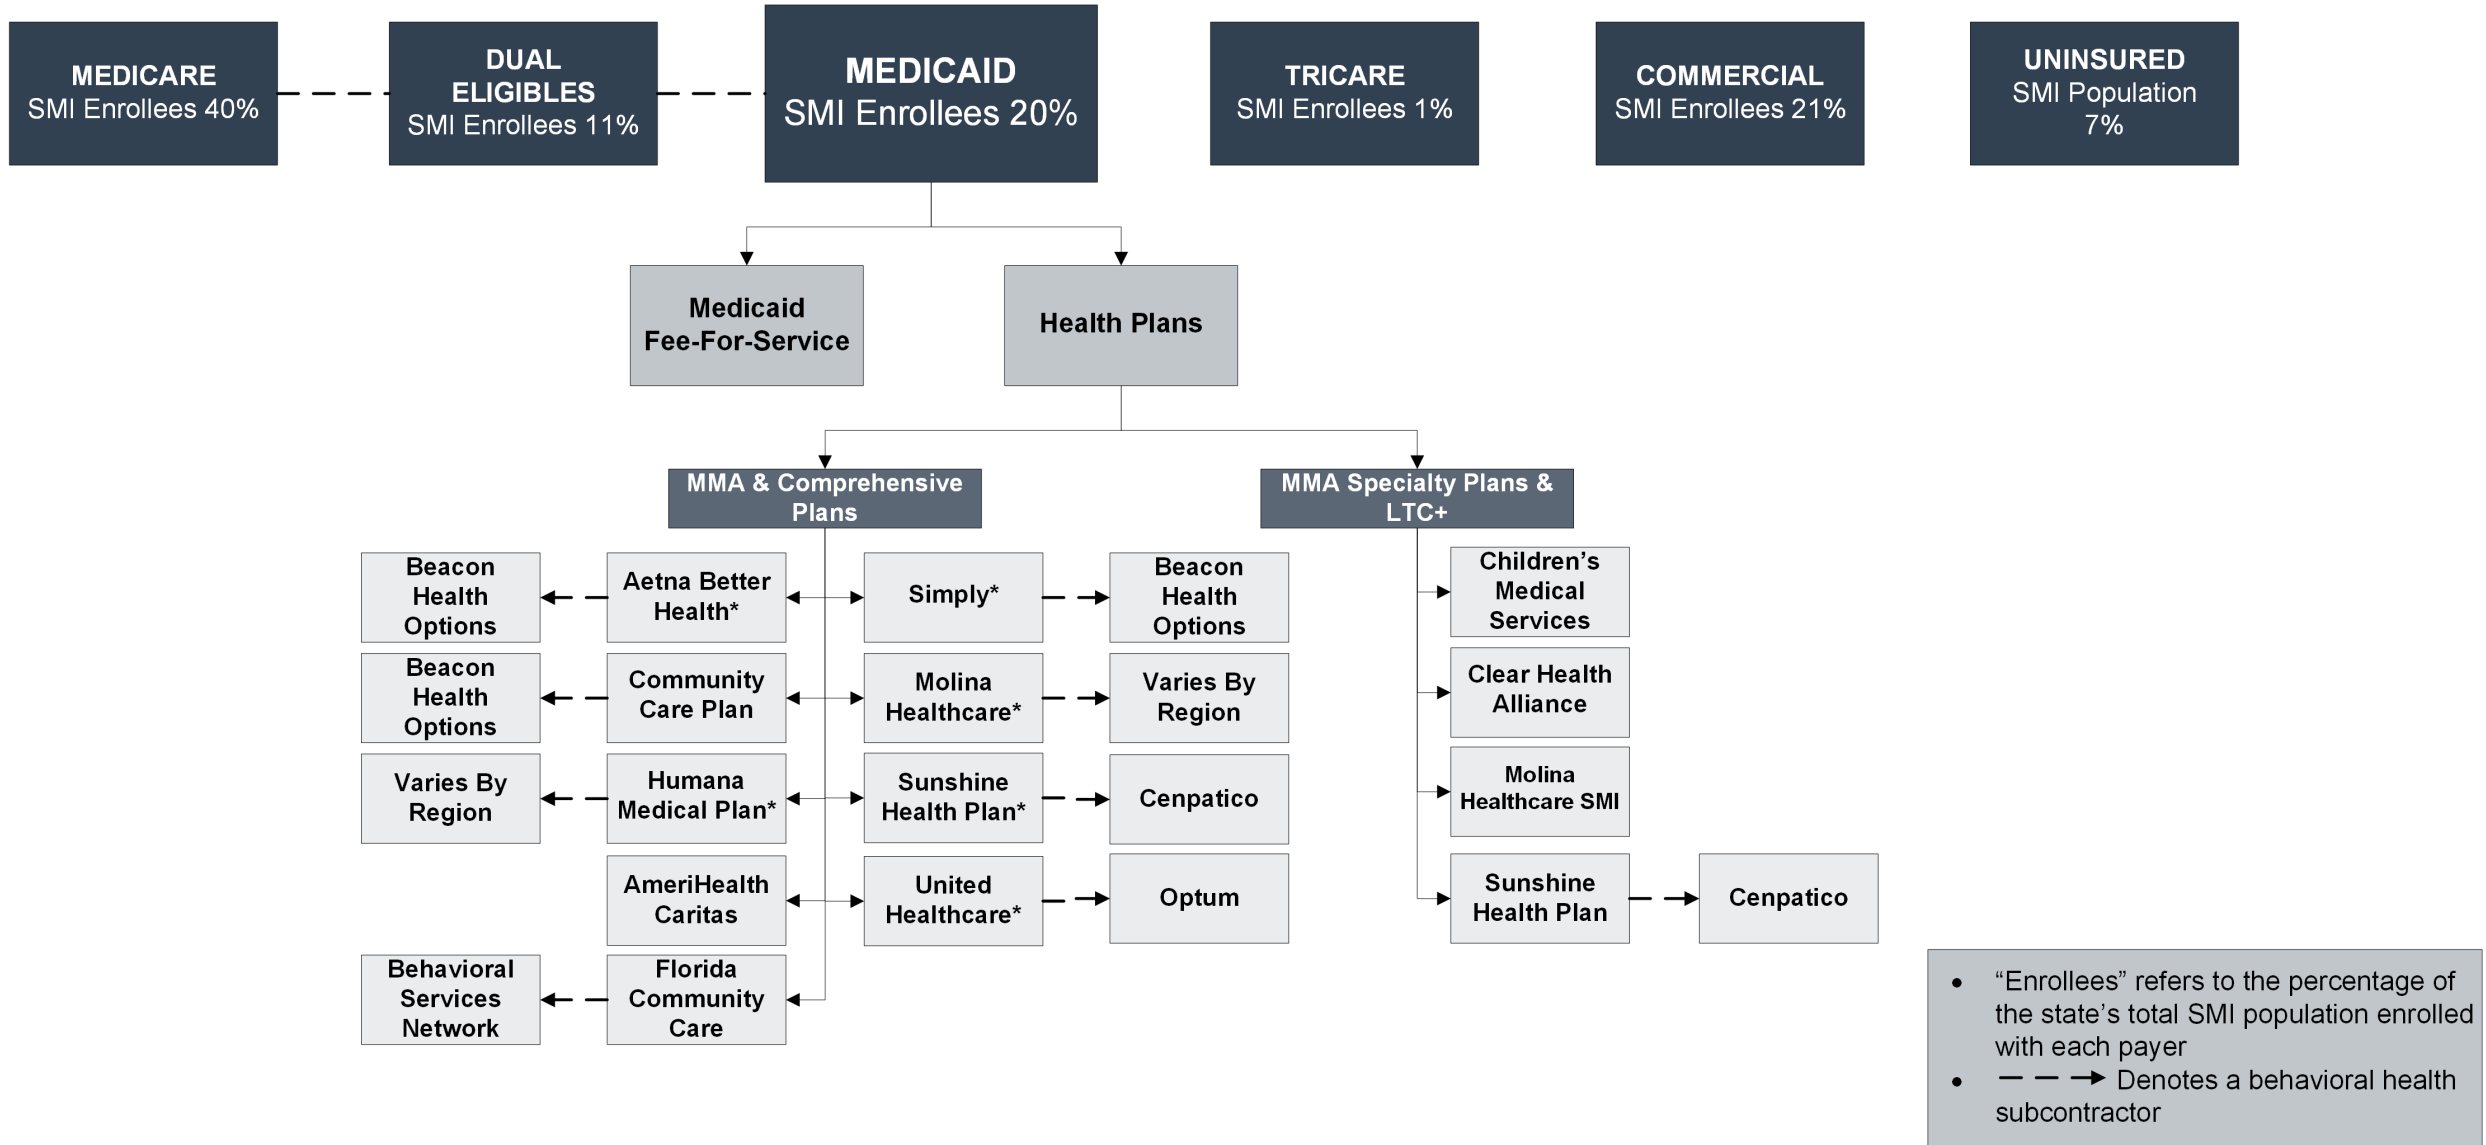 MEDICARE
SMI Enrollees 40%
DUAL
ELIGIBLES
SMI Enrollees 11%
MEDICAID
SMI Enrollees 20%
TRICARE
SMI Enrollees 1%
COMMERCIAL
SMI Enrollees 21%
UNINSURED
SMI Population
7%
Medicaid
Fee-For-Service
Health Plans
MMA & Comprehensive
Plans
MMA Specialty Plans &
LTC+
Beacon
Health
Options
Aetna Better
Health*
Simply*
Beacon
Health
Options
Beacon
Health
Options
Community
Care Plan
Molina
Healthcare*
Varies By
Region
Varies By
Region
Humana
Medical Plan*
Sunshine
Health Plan*
Cenpatico
AmeriHealth
Caritas
United
Healthcare*
Optum
Behavioral
Services
Network
Florida
Community
Care
Children’s
Medical
Services
Clear Health
Alliance
Molina
Healthcare SMI
Sunshine
Health Plan
Cenpatico
• “Enrollees” refers to the percentage of
the state’s total SMI population enrolled
with each payer
• Denotes a behavioral health
subcontractor